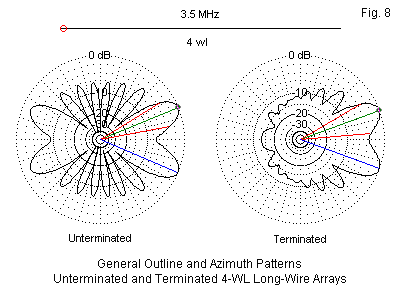 3.5 MHz
Fig. 8
4 wl
0 dB
0 dB
-10
-10
-20
-30
-20
-30
Unterminated
Terminated
General Outline and Azimuth Patterns
Unterminated and Terminated 4-WL Long-Wire Arrays